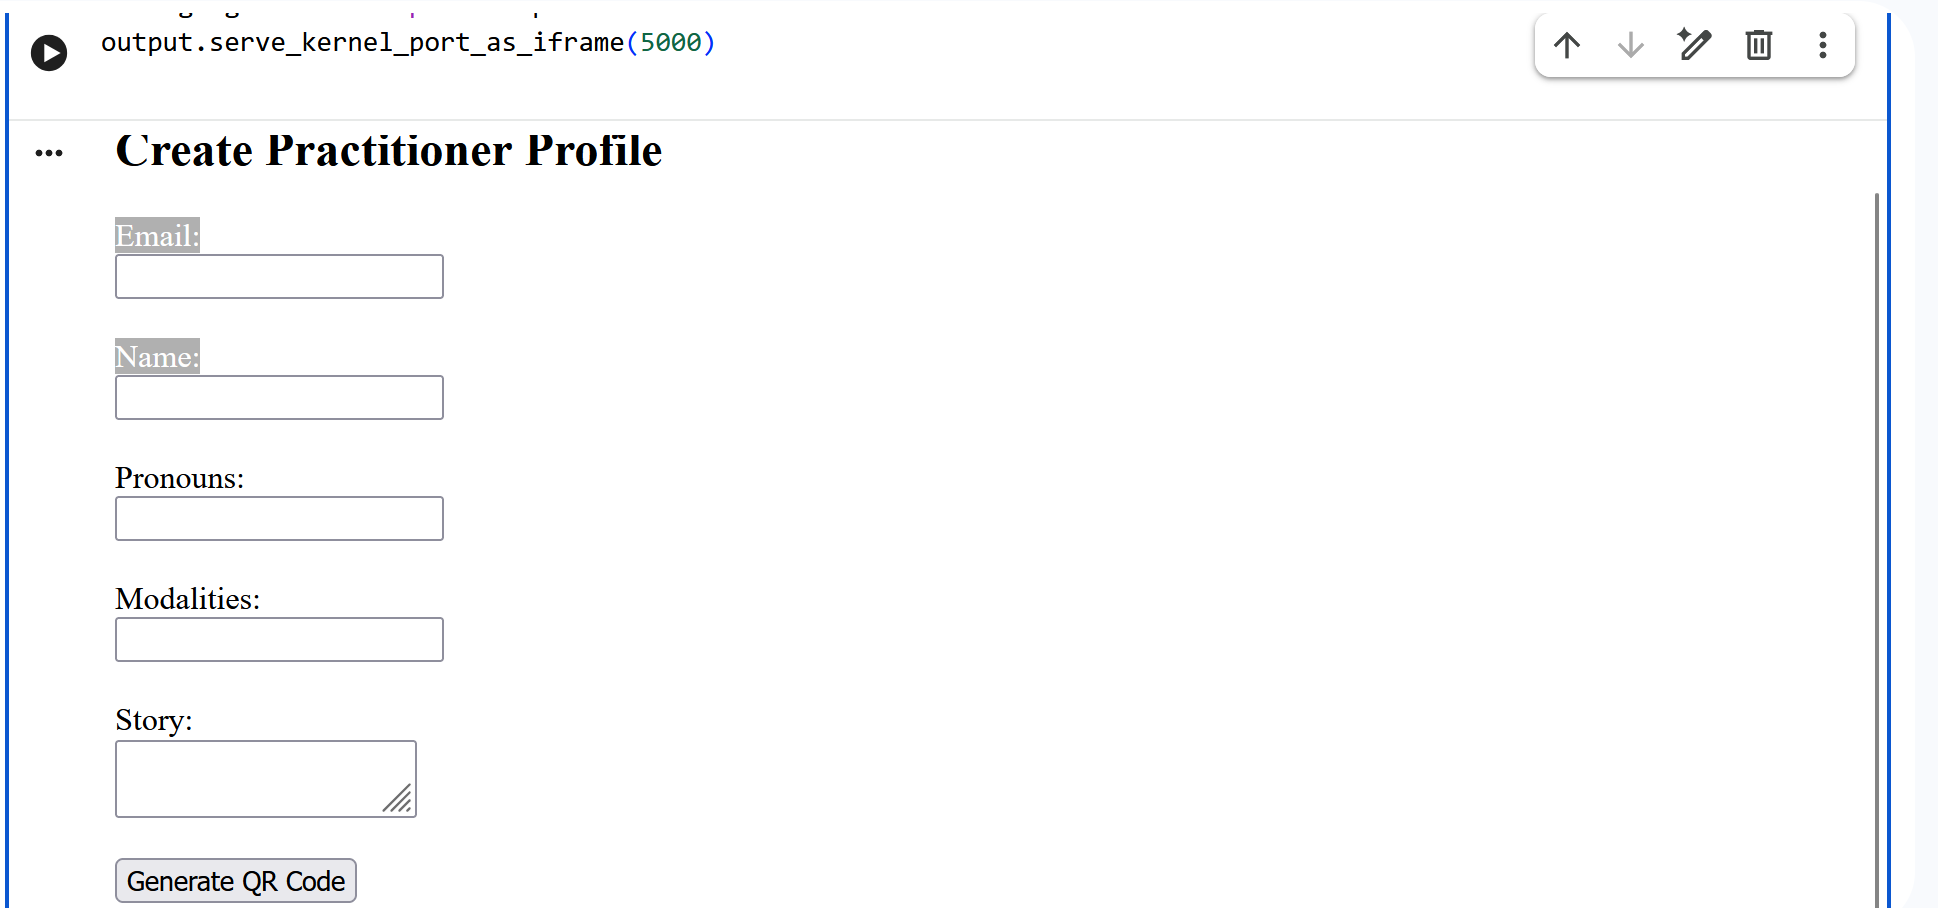 output.serve_kernel_port_as_iframe(5000)
Create Practitioner Profile
Email:
Name:
Pronouns:
Modalities:
Story:
Generate QR Code